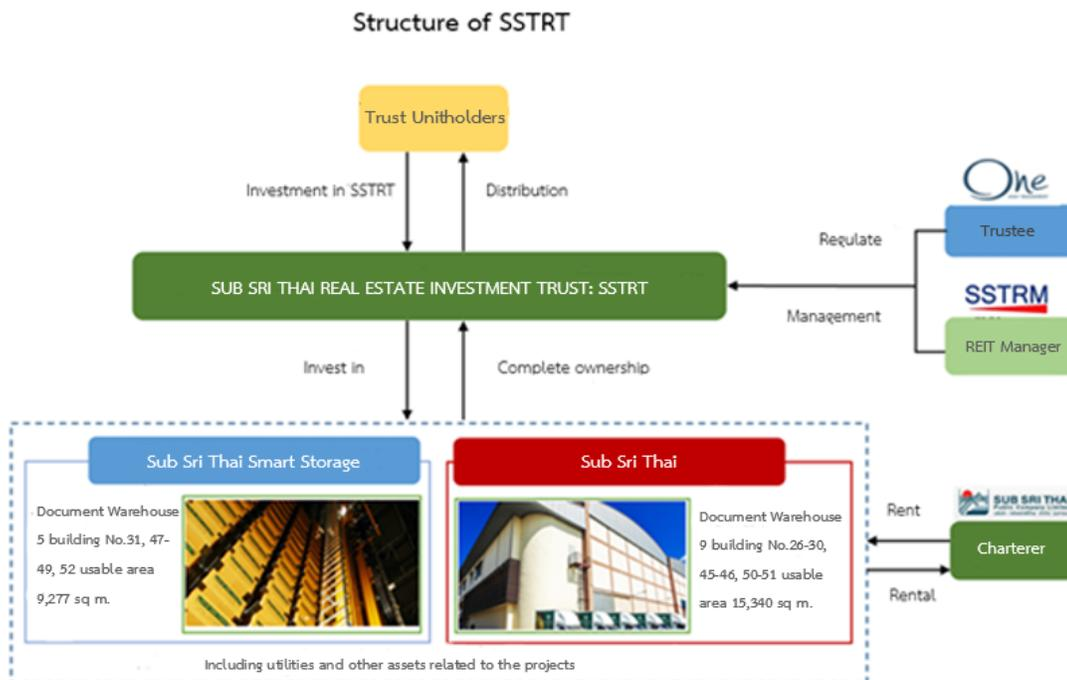 Structure of SSTRT
Trust Unitholders
Investment in SSTRT
Distribution
One
Trustee
Regulate
SUB SRI THAI REAL ESTATE INVESTMENT TRUST: SSTRT
Management
SSTRM
REIT Manager
Invest in
Complete ownership
Sub Sri Thai Smart Storage
Document Warehouse
5 building No.31, 47-
49, 52 usable area
9,277 sq m.
Sub Sri Thai
Document Warehouse
9 building No.26-30,
45-46, 50-51 usable
area 15,340 sq m.
Including utilities and other assets related to the projects
Rent
Rental
SUB SRI THA
Charterer